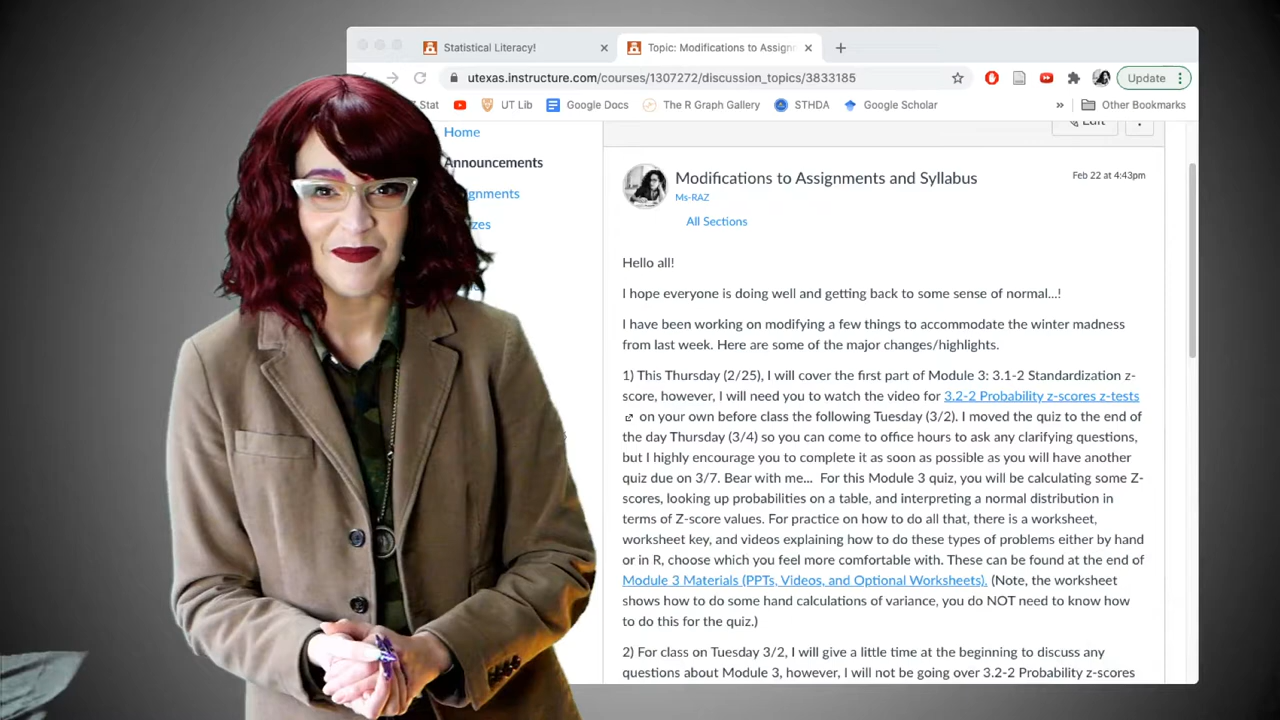 Statistical Literacy!
Topic: Modifications to Assignm
utexas.instructure.com/courses/1307272/discussion_topics/3833185
Update
Stat
UT Lib
Google Docs
The R Graph Gallery
STHDA
Google Scholar
»
Other Bookmarks
Home
Announcements
Edit
Modifications to Assignments and Syllabus
Feb 22 at 4:43pm
Ms-RAZ
All Sections
Hello all!
I hope everyone is doing well and getting back to some sense of normal...!
I have been working on modifying a few things to accommodate the winter madness
from last week. Here are some of the major changes/highlights.
1) This Thursday (2/25), I will cover the first part of Module 3: 3.1-2 Standardization z-
score, however, I will need you to watch the video for 3.2-2 Probability z-scores z-tests
on your own before class the following Tuesday (3/2). I moved the quiz to the end of
the day Thursday (3/4) so you can come to office hours to ask any clarifying questions,
but I highly encourage you to complete it as soon as possible as you will have another
quiz due on 3/7. Bear with me... For this Module 3 quiz, you will be calculating some Z-
scores, looking up probabilities on a table, and interpreting a normal distribution in
terms of Z-score values. For practice on how to do all that, there is a worksheet,
worksheet key, and videos explaining how to do these types of problems either by hand
or in R, choose which you feel more comfortable with. These can be found at the end of
Module 3 Materials (PPTs, Videos, and Optional Worksheets). (Note, the worksheet
shows how to do some hand calculations of variance, you do NOT need to know how
to do this for the quiz.)
2) For class on Tuesday 3/2, I will give a little time at the beginning to discuss any
questions about Module 3, however, I will not be going over 3.2-2 Probability z-scores